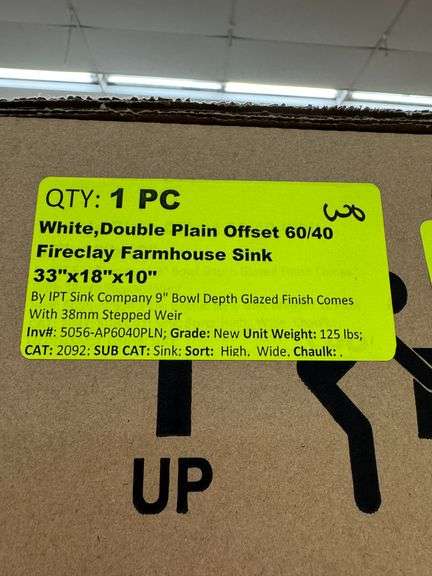 QTY: 1 PC
White,Double Plain Offset 60/40
Fireclay Farmhouse Sink
33"x18"x10"
By IPT Sink Company 9" Bowl Depth Glazed Finish Comes
With 38mm Stepped Weir
Inv#: 5056-AP6040PLN; Grade: New Unit Weight: 125 lbs;
CAT: 2092; SUB CAT: Sink; Sort: High, Wide, Chaulk: ,
UP